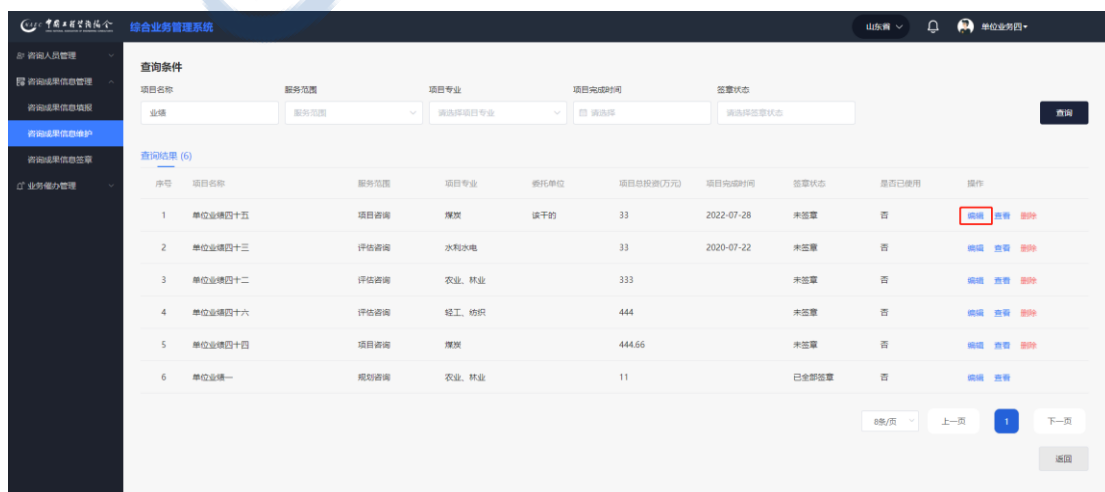 中国工程咨询协会 综合业务管理系统 山东省 单位业务四
咨询人员管理
咨询成果信息管理
咨询成果信息填报
咨询成果信息维护
咨询成果信息签章
业务催办管理
查询条件
项目名称 服务范围 项目专业 项目完成时间 签章状态
业绩 服务范围 请选择项目专业 请选择 请选择签章状态 查询
查询结果 (6)
序号 项目名称 服务范围 项目专业 委托单位 项目总投资(万元) 项目完成时间 签章状态 是否已使用 操作
1 单位业绩四十五 项目咨询 煤炭 谈干的 33 2022-07-28 未签章 否 编辑 查看 删除
2 单位业绩四十三 评估咨询 水利水电 33 2020-07-22 未签章 否 编辑 查看 删除
3 单位业绩四十二 评估咨询 农业、林业 333 未签章 否 编辑 查看 删除
4 单位业绩四十六 评估咨询 轻工、纺织 444 未签章 否 编辑 查看 删除
5 单位业绩四十四 项目咨询 煤炭 444.66 未签章 否 编辑 查看 删除
6 单位业绩一 规划咨询 农业、林业 11 已全部签章 否 编辑 查看
8条/页 上一页 1 下一页
返回